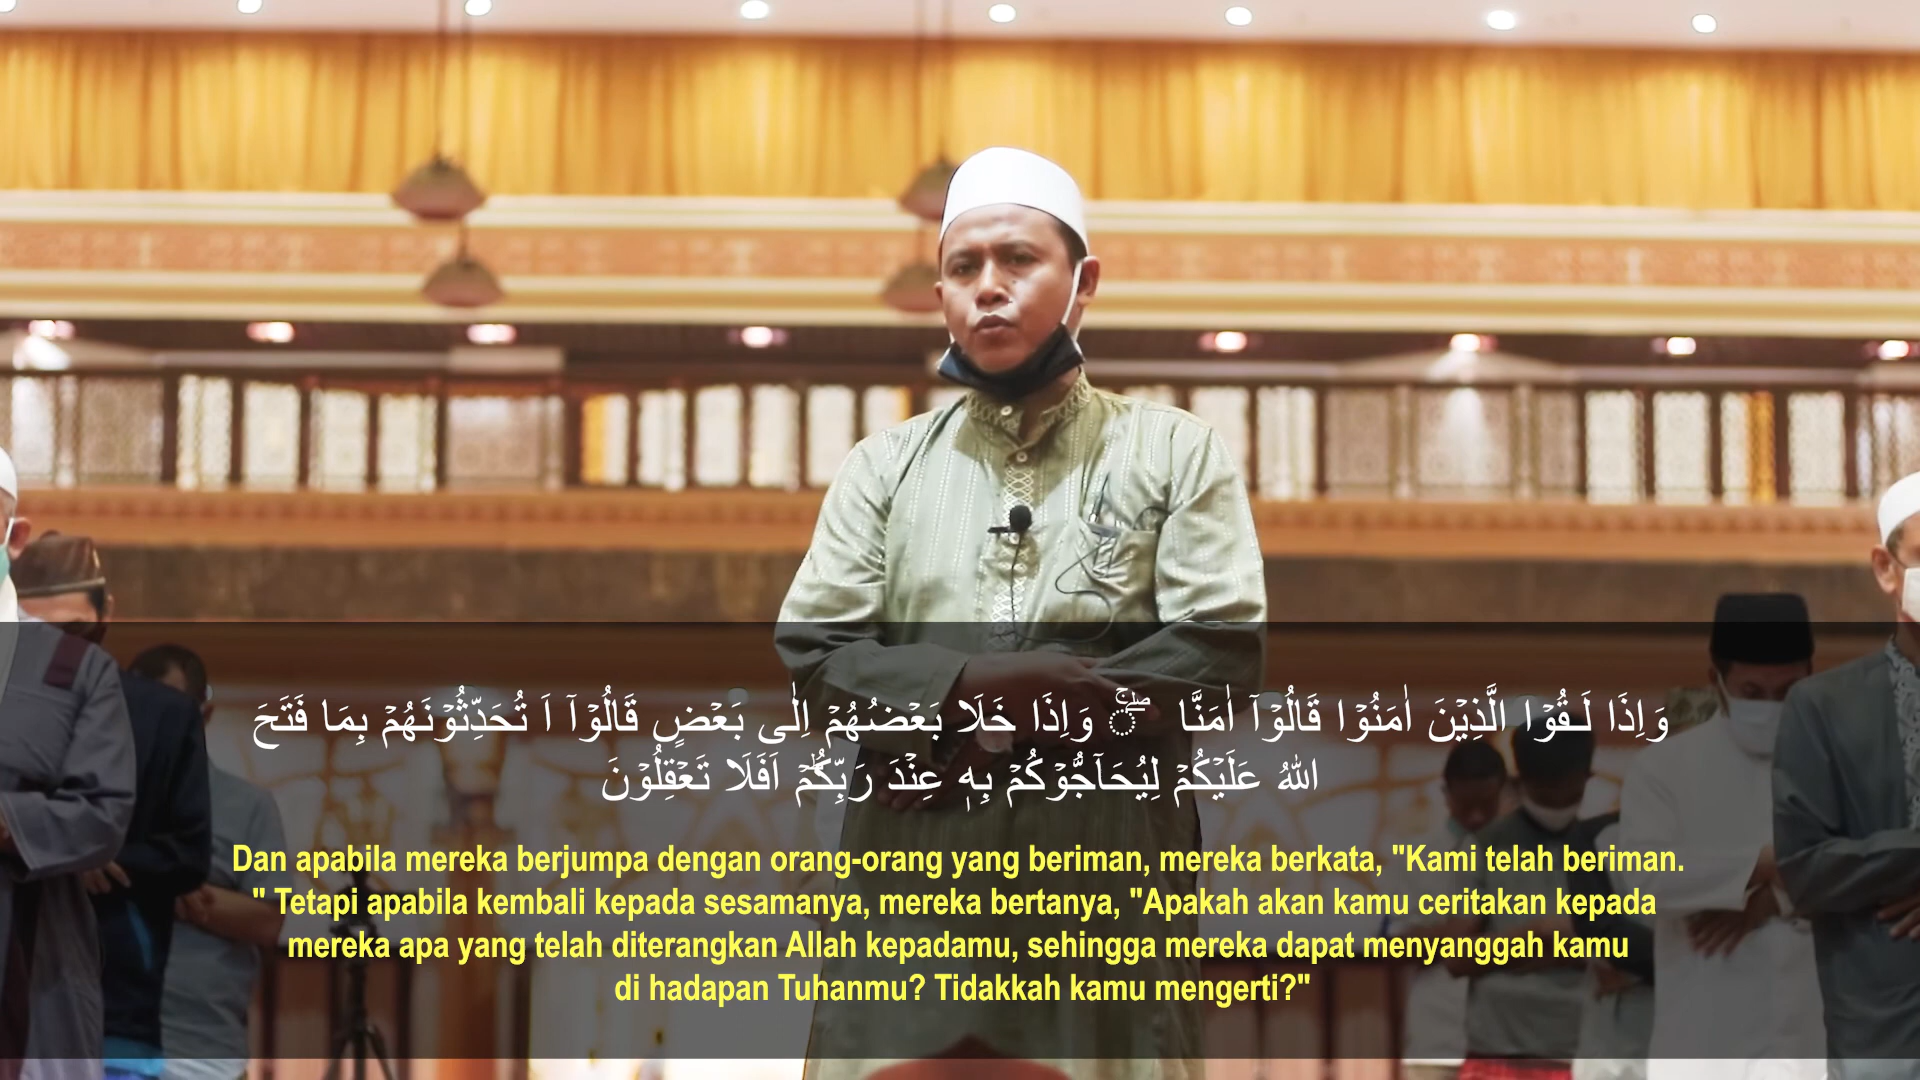 وَاِذَا لَـقُوۡا الَّذِيۡنَ اٰمَنُوۡا قَالُوۡآ اٰمَنَّا  ۖۚ وَاِذَا خَلَا بَعۡضُهُمۡ اِلٰى بَعۡضٍ قَالُوۡآ اَ تُحَدِّثُوۡنَهُمۡ بِمَا فَتَحَ
اللّٰهُ عَلَيۡكُمۡ لِيُحَآجُّوۡكُمۡ بِهٖ عِنۡدَ رَبِّكُمۡ​ؕ اَفَلَا تَعۡقِلُوۡنَ
Dan apabila mereka berjumpa dengan orang-orang yang beriman, mereka berkata, "Kami telah beriman.
" Tetapi apabila kembali kepada sesamanya, mereka bertanya, "Apakah akan kamu ceritakan kepada
mereka apa yang telah diterangkan Allah kepadamu, sehingga mereka dapat menyanggah kamu
di hadapan Tuhanmu? Tidakkah kamu mengerti?"